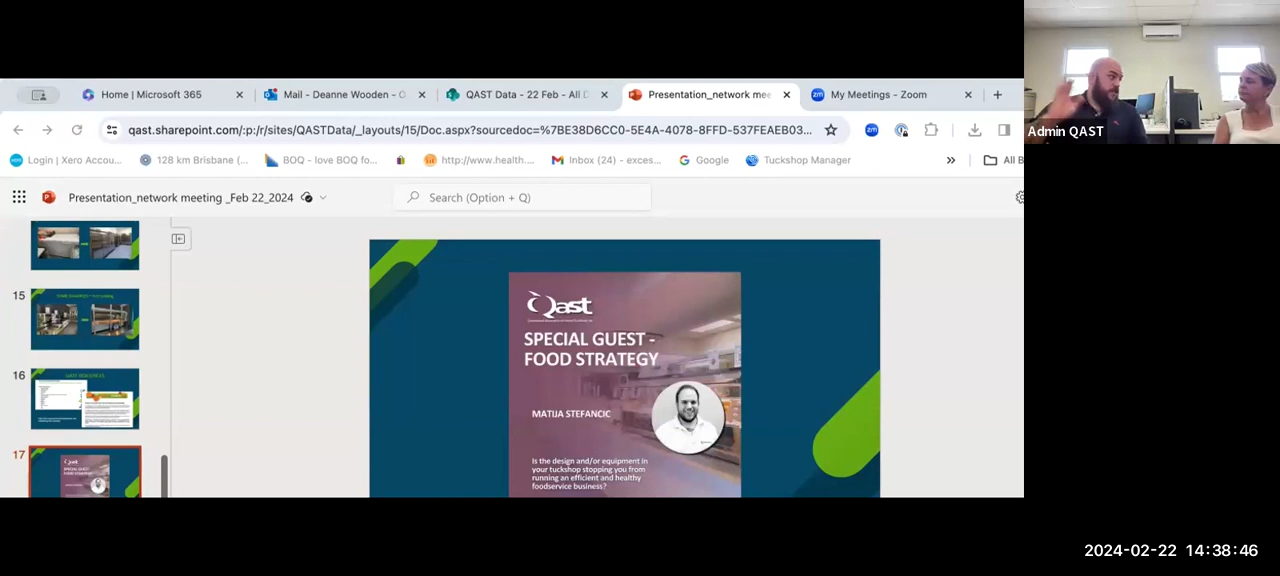 Home | Microsoft 365
Mail - Deanne Wooden - O
QAST Data - 22 Feb - All D
Presentation_network mee
My Meetings - Zoom
qast.sharepoint.com/:p:/r/sites/QASTData/_layouts/15/Doc.aspx?sourcedoc=%7BE38D6CC0-5E4A-4078-8FFD-537FEAEB03...
Login | Xero Accou...
128 km Brisbane (...
BOQ - love BOQ fo...
http://www.health....
Inbox (24) - exces...
Google
Tuckshop Manager
»
All B
Presentation_network meeting _Feb 22_2024
Search (Option + Q)
15
16
17
Qast
SPECIAL GUEST -
FOOD STRATEGY
MATIJA STEFANCIC
Is the design and/or equipment in
your tuckshop stopping you from
running an efficient and healthy
foodservice business?
Admin QAST
2024-02-22 14:38:46